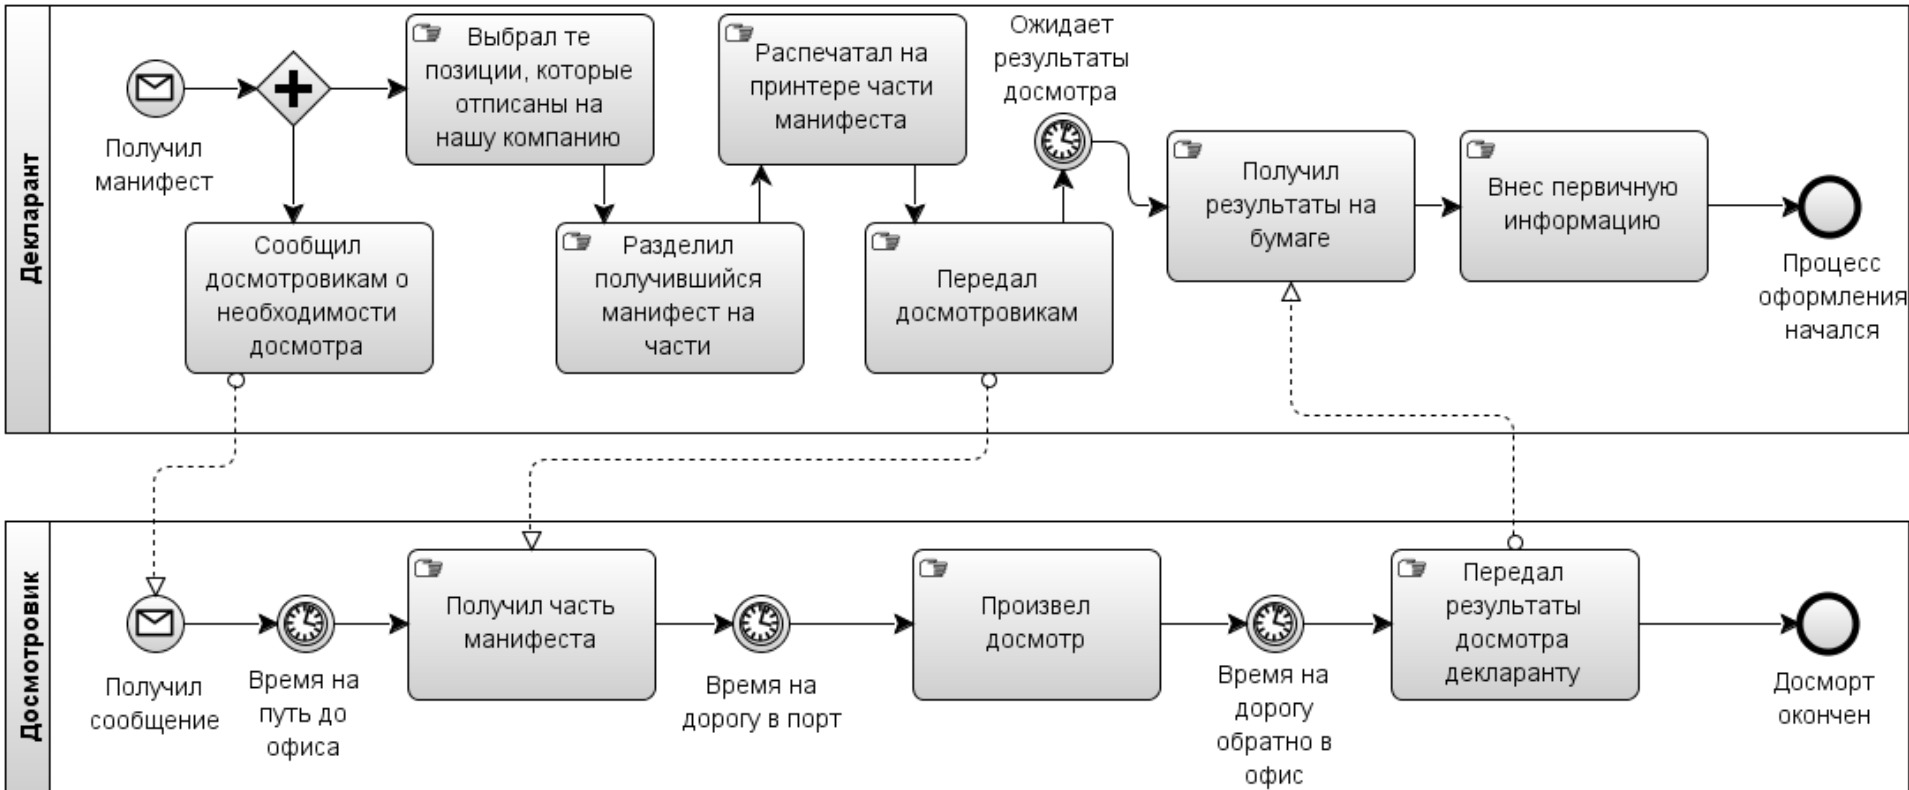 Декларант
Получил
манифест
Сообщил
досмотровикам о
необходимости
досмотра
Выбрал те
позиции, которые
отписаны на
нашу компанию
Разделил
получившийся
манифест на
части
Распечатал на
принтере части
манифеста
Передал
досмотровикам
Ожидает
результаты
досмотра
Получил
результаты на
бумаге
Внес первичную
информацию
Процесс
оформления
начался
Досмотровик
Получил
сообщение
Время на
путь до
офиса
Получил часть
манифеста
Время на
дорогу в порт
Произвел
досмотр
Время на
дорогу
обратно в
офис
Передал
результаты
досмотра
декларанту
Досморт
окончен